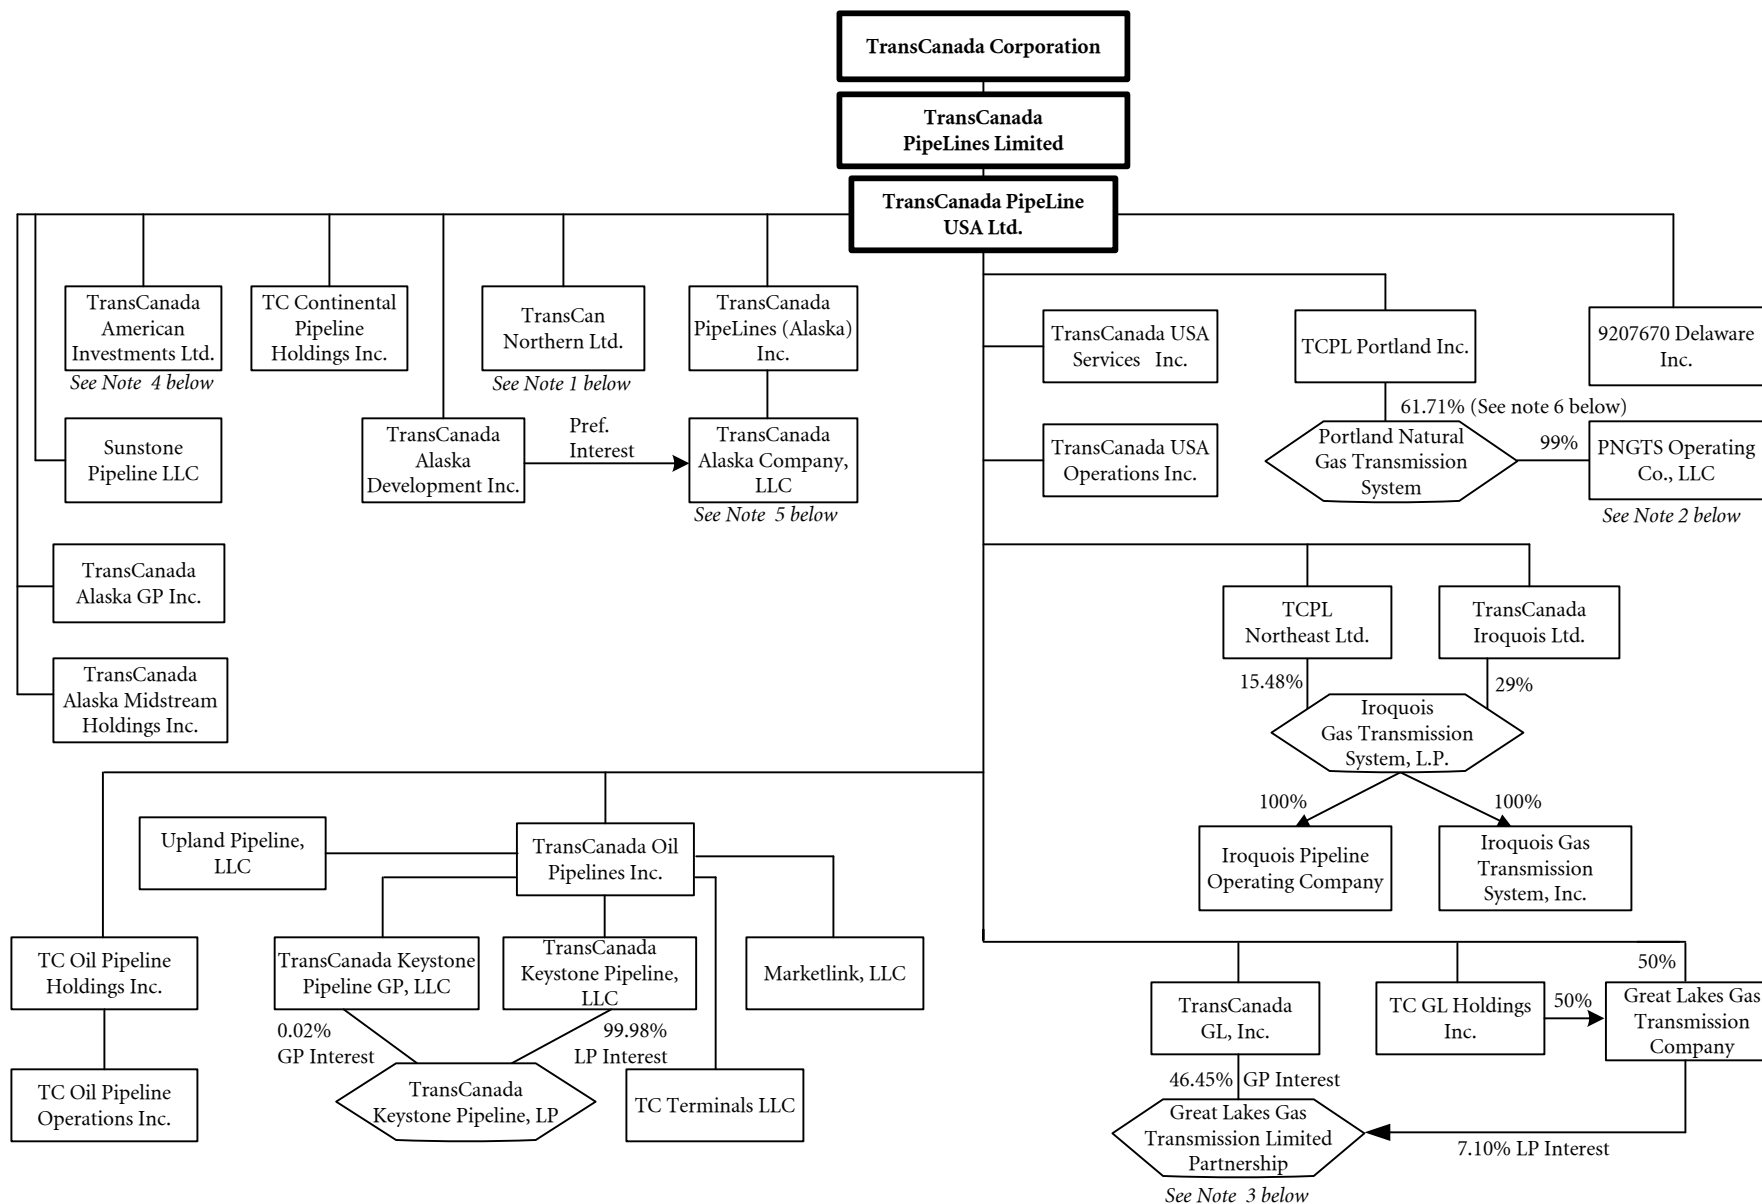 TransCanada Corporation
TransCanada
PipeLines Limited
TransCanada PipeLine
USA Ltd.
TransCanada
American
Investments Ltd.
See Note 4 below
TC Continental
Pipeline
Holdings Inc.
TransCan
Northern Ltd.
See Note 1 below
TransCanada
PipeLines (Alaska)
Inc.
TransCanada USA
Services Inc.
TCPL Portland Inc.
9207670 Delaware
Inc.
Sunstone
Pipeline LLC
TransCanada
Alaska
Development Inc.
Pref.
Interest
TransCanada
Alaska Company,
LLC
See Note 5 below
TransCanada USA
Operations Inc.
61.71% (See note 6 below)
Portland Natural
Gas Transmission
System
99%
PNGTS Operating
Co., LLC
See Note 2 below
TransCanada
Alaska GP Inc.
TransCanada
Alaska Midstream
Holdings Inc.
TCPL
Northeast Ltd.
TransCanada
Iroquois Ltd.
15.48%
29%
Iroquois
Gas Transmission
System, L.P.
100%
100%
Iroquois Pipeline
Operating Company
Iroquois Gas
Transmission
System, Inc.
Upland Pipeline,
LLC
TransCanada Oil
Pipelines Inc.
TC Oil Pipeline
Holdings Inc.
TransCanada Keystone
Pipeline GP, LLC
TransCanada
Keystone Pipeline,
LLC
Marketlink, LLC
0.02%
GP Interest
99.98%
LP Interest
TC Oil Pipeline
Operations Inc.
TransCanada
Keystone Pipeline, LP
TC Terminals LLC
TransCanada
GL, Inc.
TC GL Holdings
Inc.
50%
50%
Great Lakes Gas
Transmission
Company
46.45%
GP Interest
Great Lakes Gas
Transmission Limited
Partnership
7.10% LP Interest
See Note 3 below